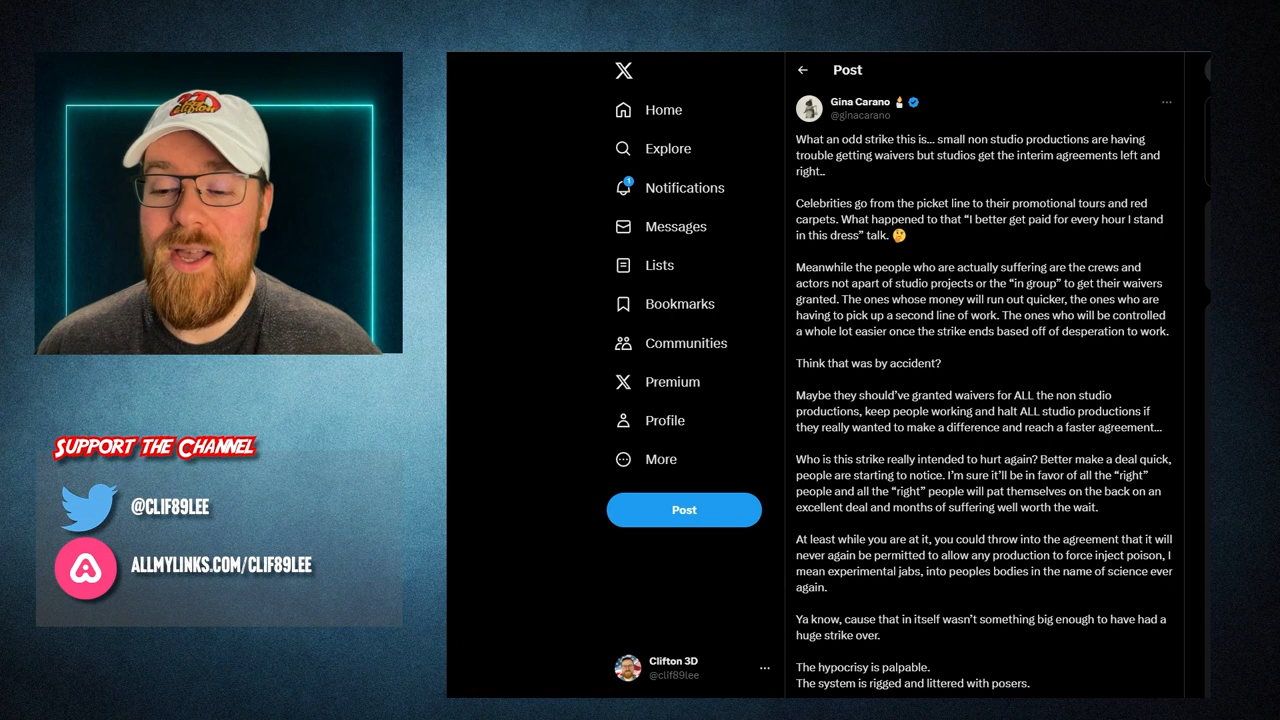 Post
Home
Explore
Notifications
1
Messages
Lists
Bookmarks
Communities
Premium
Profile
More
Post
Clifton 3D
@clif89lee
Gina Carano
@ginacarano
What an odd strike this is... small non studio productions are having
trouble getting waivers but studios get the interim agreements left and
right..
Celebrities go from the picket line to their promotional tours and red
carpets. What happened to that “I better get paid for every hour I stand
in this dress” talk. 🤔
Meanwhile the people who are actually suffering are the crews and
actors not apart of studio projects or the “in group” to get their waivers
granted. The ones whose money will run out quicker, the ones who are
having to pick up a second line of work. The ones who will be controlled
a whole lot easier once the strike ends based off of desperation to work.
Think that was by accident?
Maybe they should’ve granted waivers for ALL the non studio
productions, keep people working and halt ALL studio productions if
they really wanted to make a difference and reach a faster agreement...
Who is this strike really intended to hurt again? Better make a deal quick,
people are starting to notice. I’m sure it’ll be in favor of all the “right”
people and all the “right” people will pat themselves on the back on an
excellent deal and months of suffering well worth the wait.
At least while you are at it, you could throw into the agreement that it will
never again be permitted to allow any production to force inject poison, I
mean experimental jabs, into peoples bodies in the name of science ever
again.
Ya know, cause that in itself wasn’t something big enough to have had a
huge strike over.
The hypocrisy is palpable.
The system is rigged and littered with posers.
SUPPORT THE CHANNEL
@CLIF89LEE
ALLMYLINKS.COM/CLIF89LEE